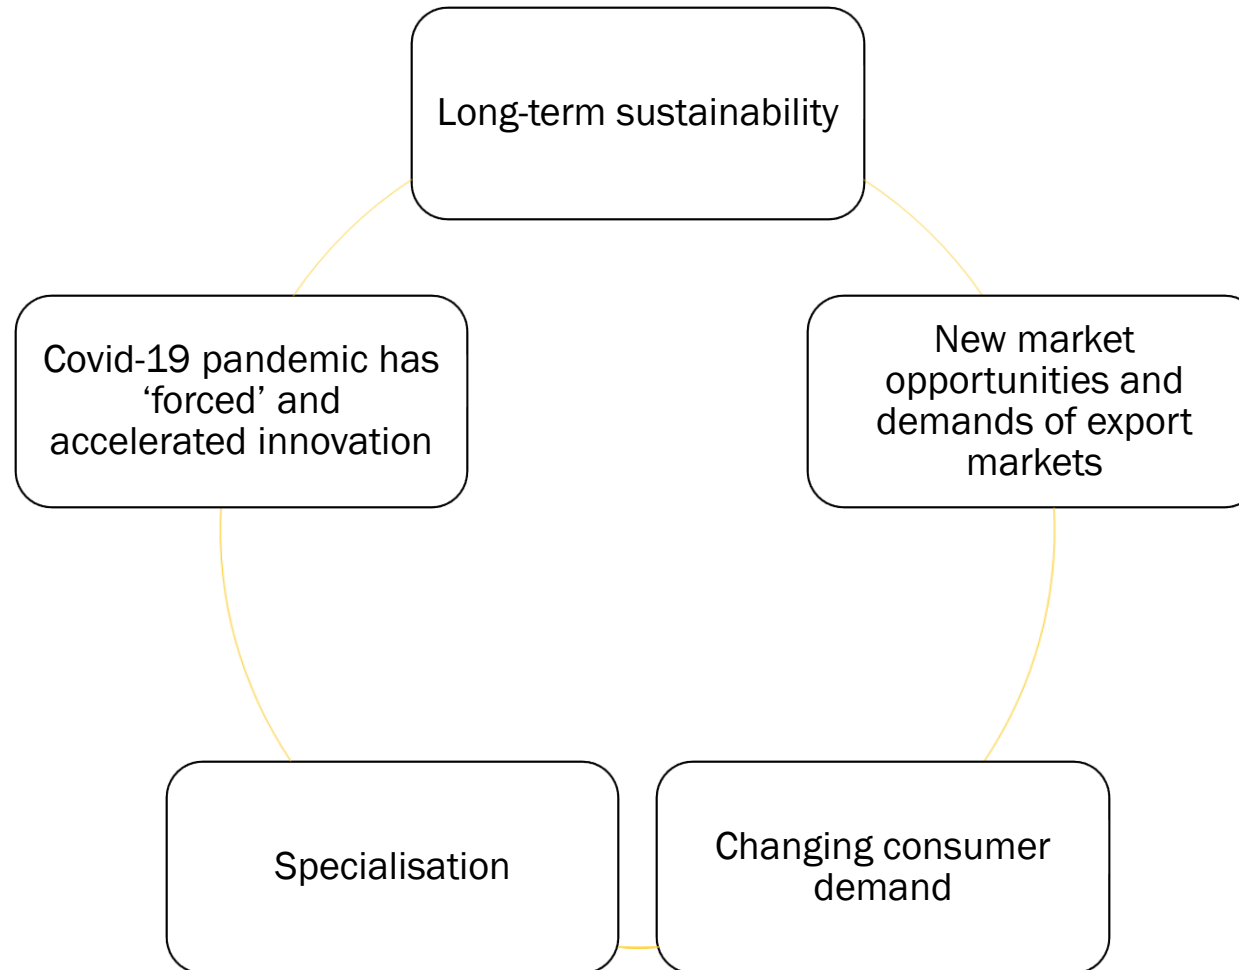 Long-term sustainability
New market
opportunities and
demands of export
markets
Changing consumer
demand
Specialisation
Covid-19 pandemic has
‘forced’ and
accelerated innovation